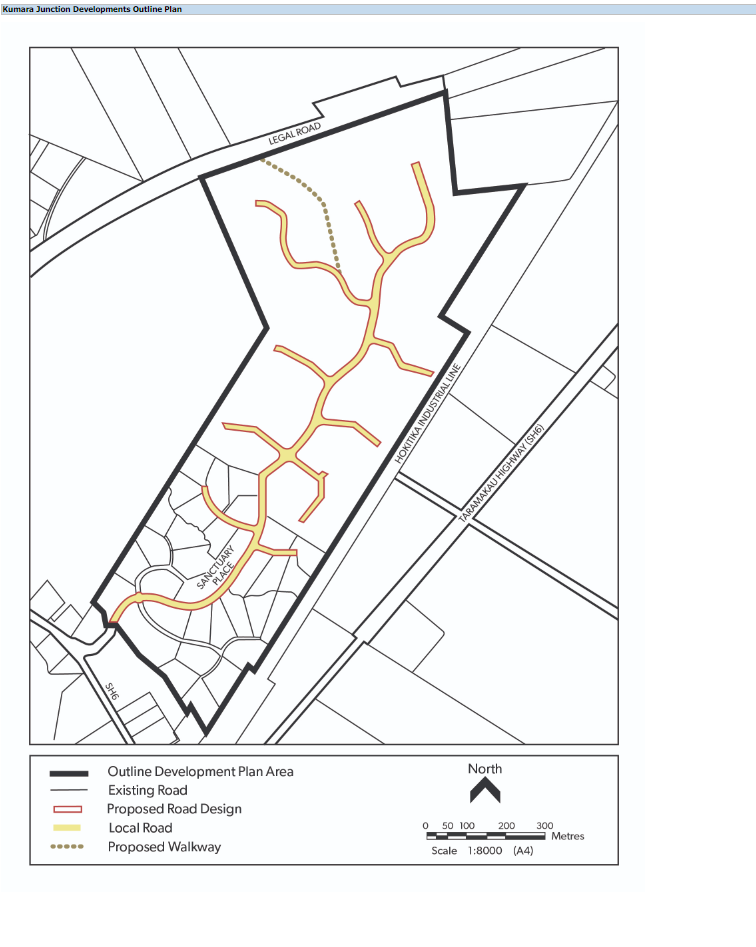 Kumara Junction Developments Outline Plan
LEGAL ROAD
HOKITIKA INDUSTRIAL LINE
TARAMAKAU HIGHWAY (SH6)
SANCTUARY
PLACE
SH6
Outline Development Plan Area
Existing Road
Proposed Road Design
Local Road
Proposed Walkway
North
0 50 100 200 300
Metres
Scale 1:8000 (A4)